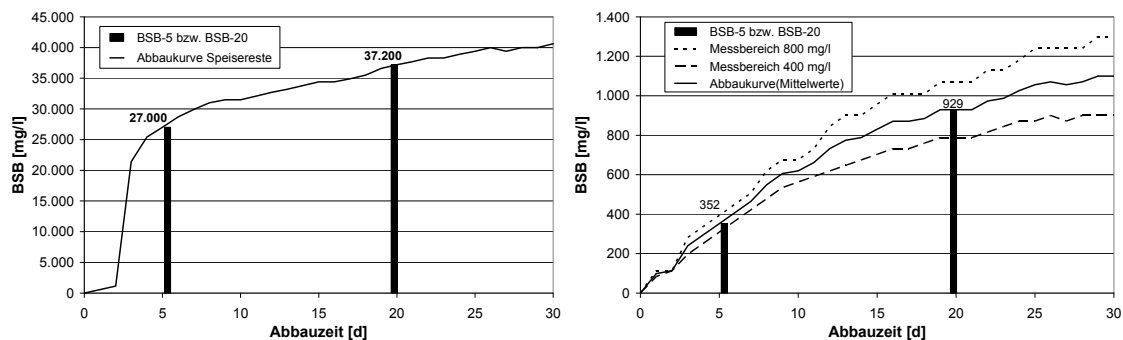 45.000
40.000
35.000
30.000
25.000
20.000
15.000
10.000
5.000
0
BSB [mg/l]
BSB-5 bzw. BSB-20
Abbaukurve Speisereste
27.000
37.200
0 5 10 15 20 25 30
Abbauzeit [d]
1.400
1.200
1.000
800
600
400
200
0
BSB [mg/l]
BSB-5 bzw. BSB-20
Messbereich 800 mg/l
Messbereich 400 mg/l
Abbaukurve(Mittelwerte)
352
929
0 5 10 15 20 25 30
Abbauzeit [d]